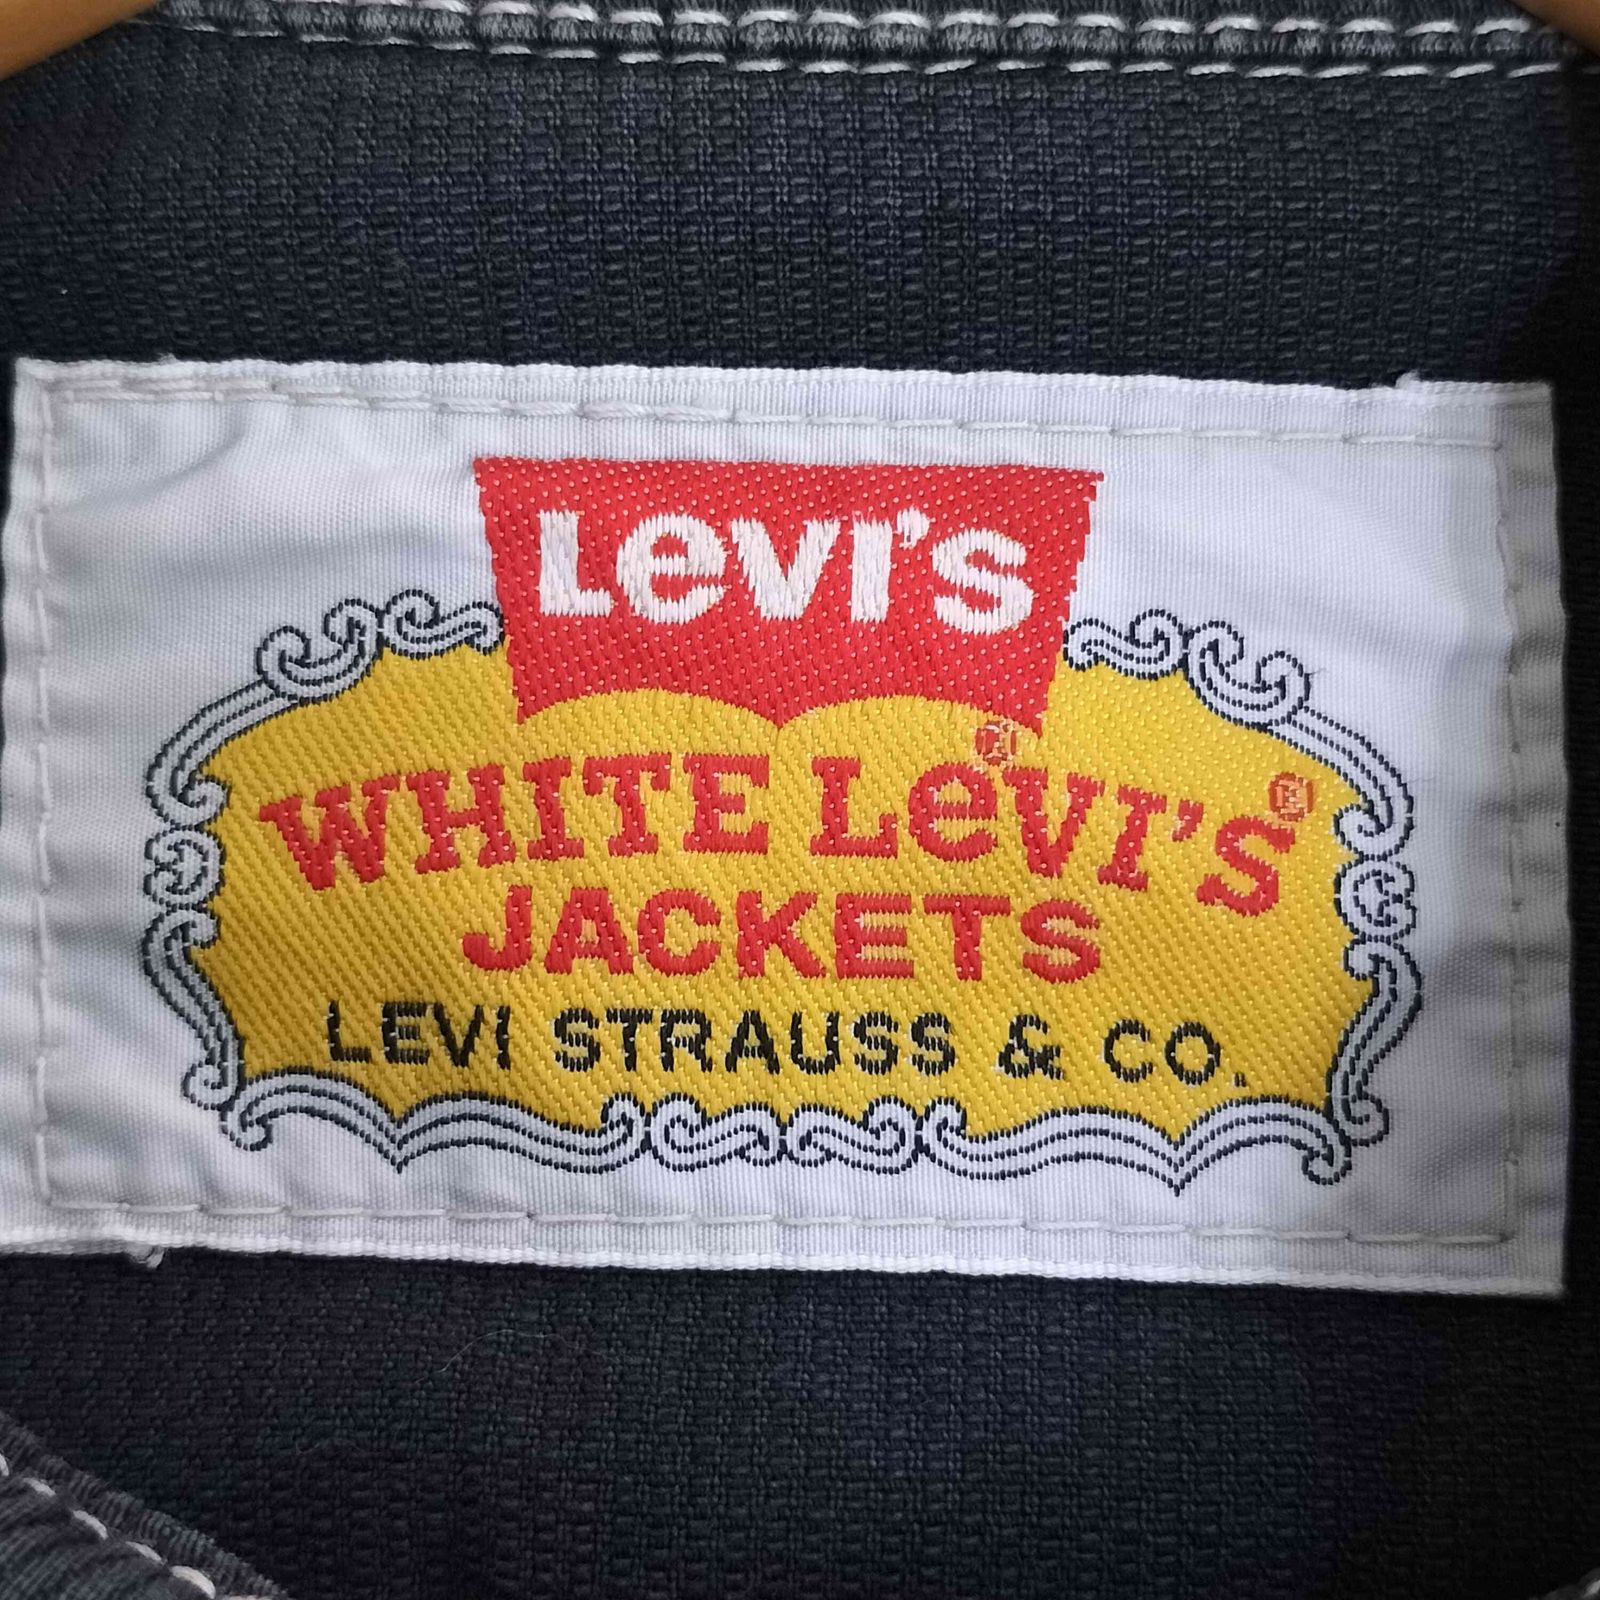 Levi's ®
WHITE LeVI'S ®
JACKETS
LEVI STRAUSS & CO.